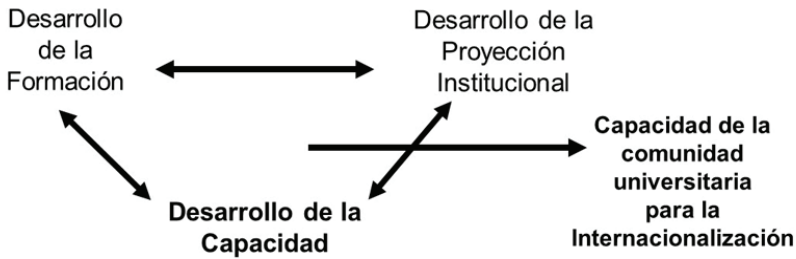 Desarrollo
de la
Formación
Desarrollo de la
Proyección
Institucional
Capacidad de la
comunidad
universitaria
para la
Internacionalización
Desarrollo de la
Capacidad